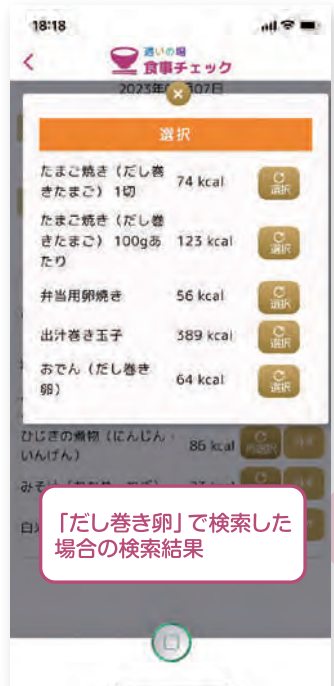 18:18
通いの場
食事チェック
2023年
07日
選択
たまご焼き（だし巻
きたまご） 1切
74 kcal
選択
たまご焼き（だし巻
きたまご） 100gあ
たり
123 kcal
選択
弁当用卵焼き
56 kcal
選択
出汁巻き玉子
389 kcal
選択
おでん（だし巻き
卵）
64 kcal
選択
ひじきの煮物（にんじん・
いんげん）
86 kcal
再選択
「だし巻き卵」で検索した
場合の検索結果